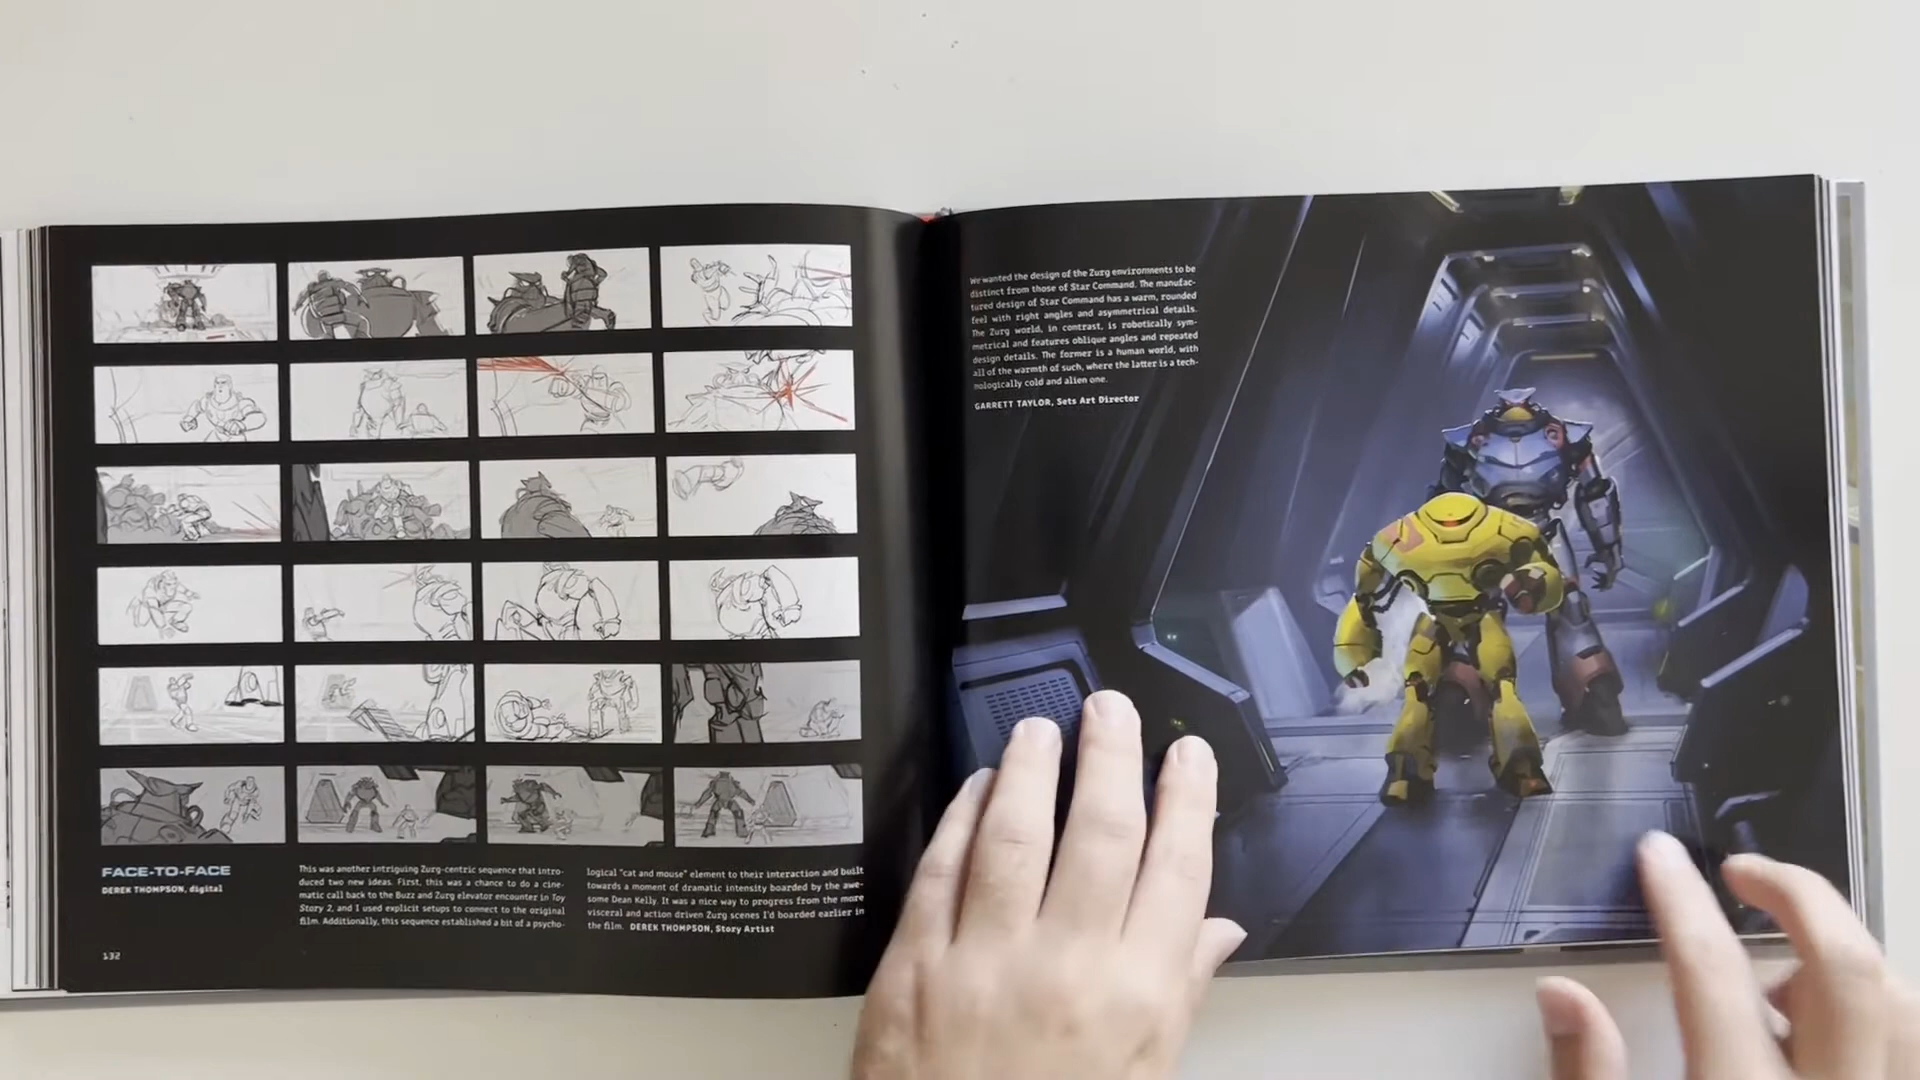 FACE-TO-FACE
DEREK THOMPSON, digital
This was another intriguing Zurg-centric sequence that intro-
duced two new ideas. First, this was a chance to do a cine-
matic call back to the Buzz and Zurg elevator encounter in Toy
Story 2, and I used explicit setups to connect to the original
film. Additionally, this sequence established a bit of a psycho-
logical "cat and mouse" element to their interaction and built
towards a moment of dramatic intensity boarded by the awe-
some Dean Kelly. It was a nice way to progress from the more
visceral and action driven Zurg scenes I'd boarded earlier in
the film. DEREK THOMPSON, Story Artist
132
We wanted the design of the Zurg environments to be
distinct from those of Star Command. The manufac-
tured design of Star Command has a warm, rounded
feel with right angles and asymmetrical details.
The Zurg world, in contrast, is robotically sym-
metrical and features oblique angles and repeated
design details. The former is a human world, with
all of the warmth of such, where the latter is a tech-
nologically cold and alien one.
GARRETT TAYLOR, Sets Art Director